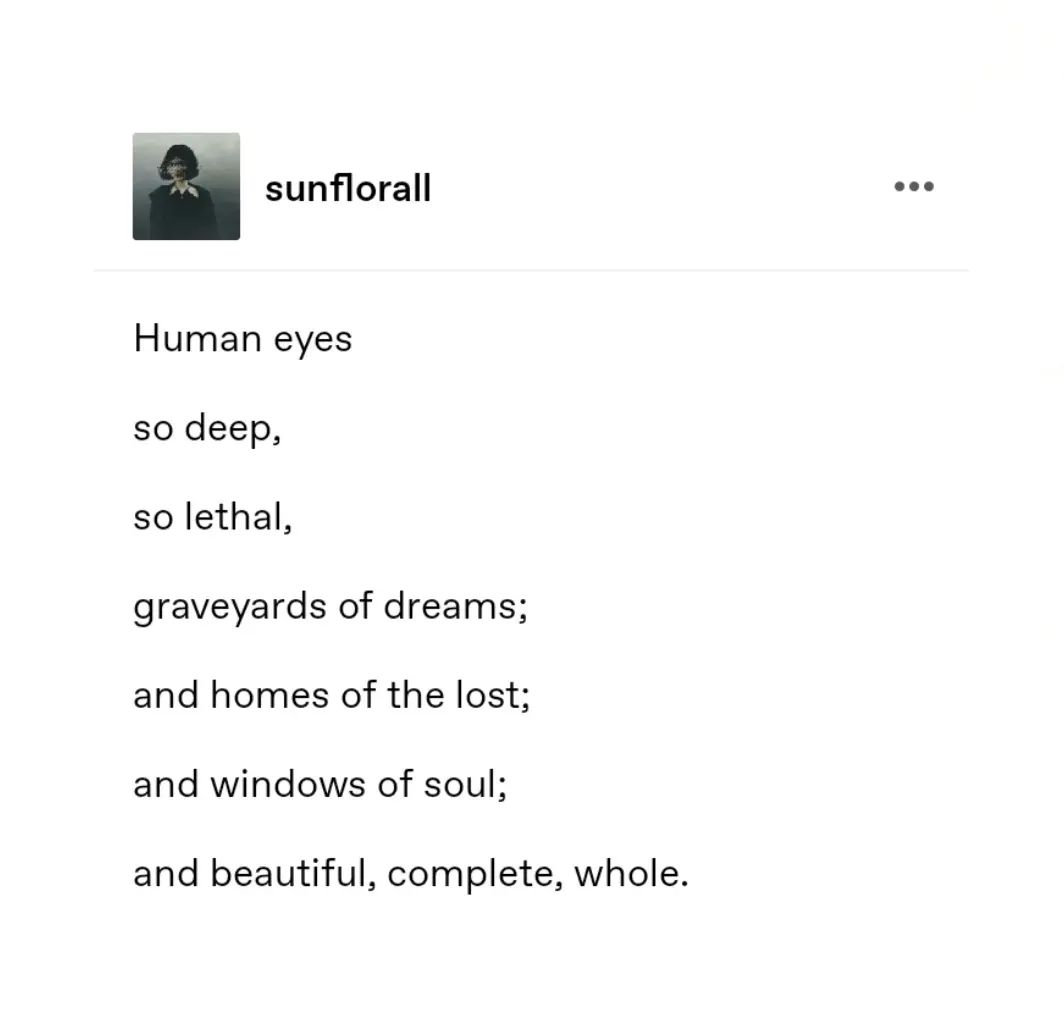 sunflorall
Human eyes
so deep,
so lethal,
graveyards of dreams;
and homes of the lost;
and windows of soul;
and beautiful, complete, whole.